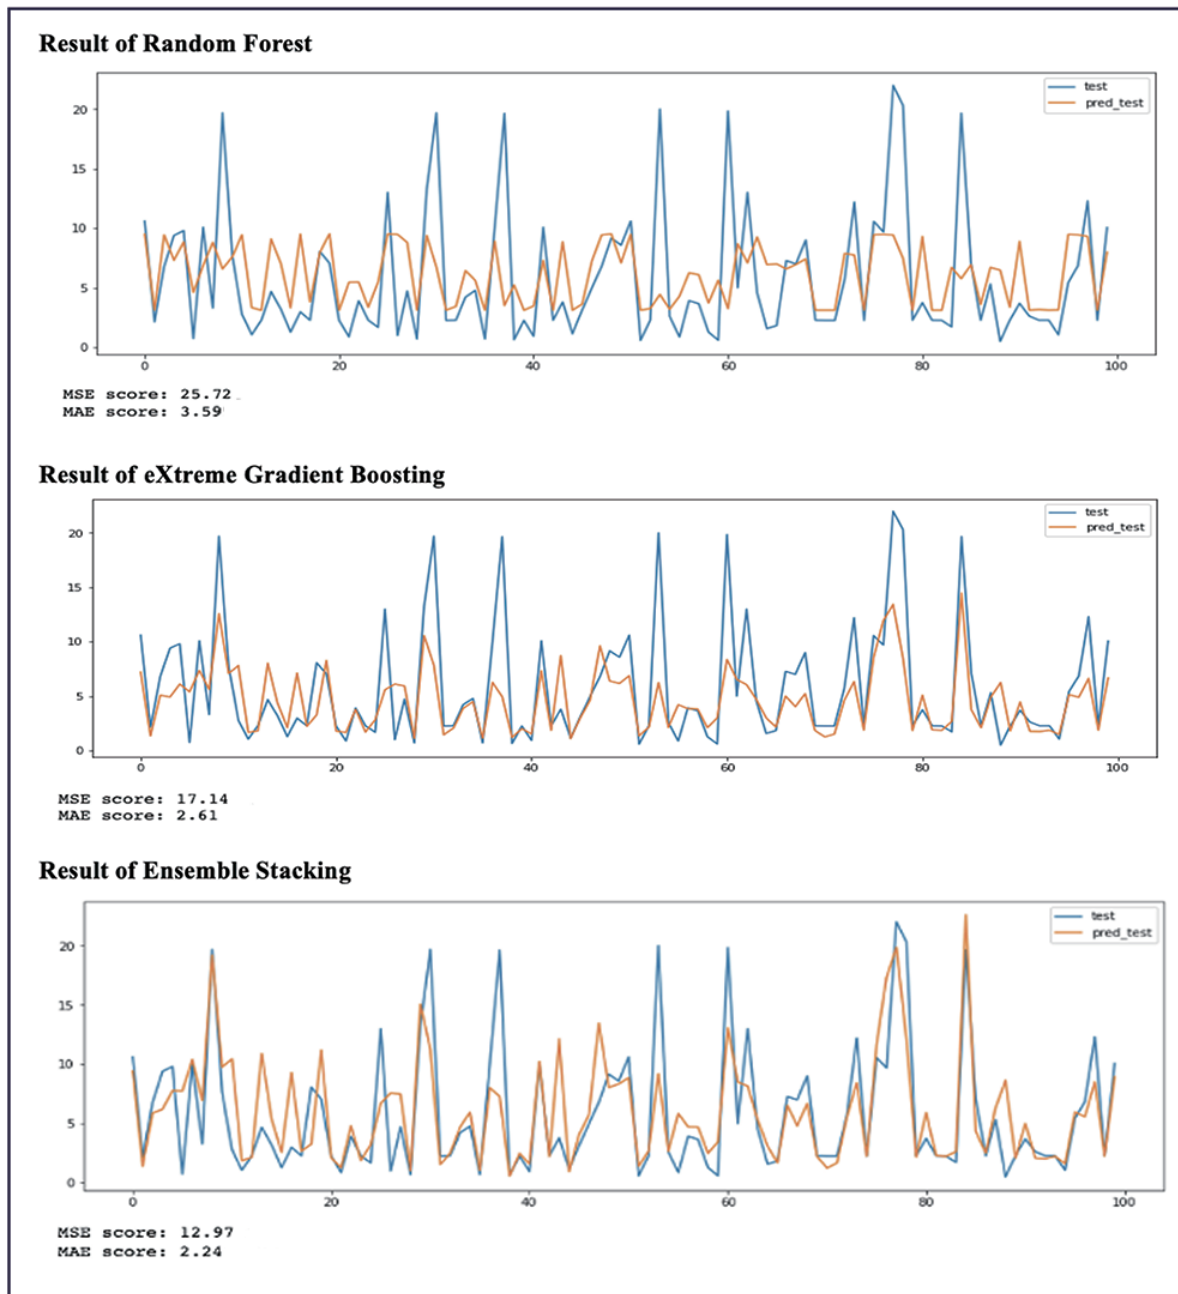 Result of Random Forest
test
pred_test
20
15
10
5
0
0 20 40 60 80 100
MSE score: 25.72
MAE score: 3.59
Result of eXtreme Gradient Boosting
test
pred_test
20
15
10
5
0
0 20 40 60 80 100
MSE score: 17.14
MAE score: 2.61
Result of Ensemble Stacking
test
pred_test
20
15
10
5
0
0 20 40 60 80 100
MSE score: 12.97
MAE score: 2.24